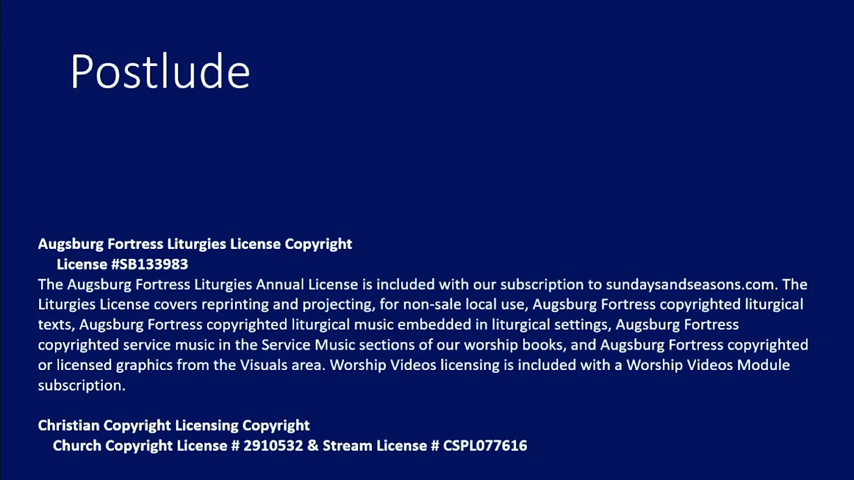 Postlude
Augsburg Fortress Liturgies License Copyright
License #SB133983
The Augsburg Fortress Liturgies Annual License is included with our subscription to sundaysandseasons.com. The
Liturgies License covers reprinting and projecting, for non-sale local use, Augsburg Fortress copyrighted liturgical
texts, Augsburg Fortress copyrighted liturgical music embedded in liturgical settings, Augsburg Fortress
copyrighted service music in the Service Music sections of our worship books, and Augsburg Fortress copyrighted
or licensed graphics from the Visuals area. Worship Videos licensing is included with a Worship Videos Module
subscription.
Christian Copyright Licensing Copyright
Church Copyright License # 2910532 & Stream License # CSPL077616